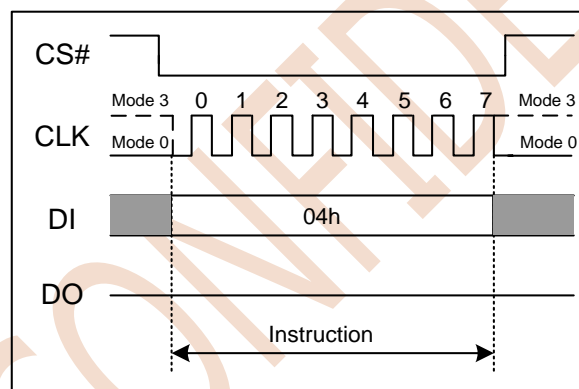 CS#
Mode 3 0 1 2 3 4 5 6 7 Mode 3
CLK
Mode 0 Mode 0
DI 04h
DO
Instruction